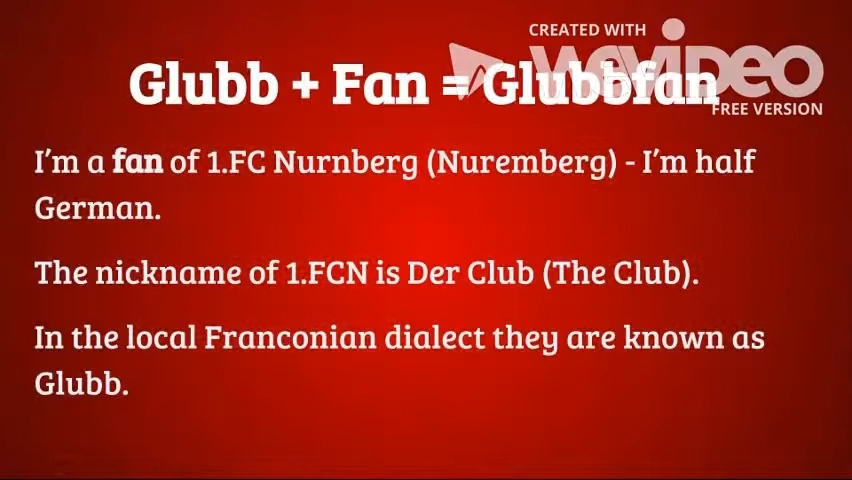 CREATED WITH
WeVideo
FREE VERSION
Glubb + Fan = Glubbfan
I'm a fan of 1.FC Nurnberg (Nuremberg) - I'm half
German.
The nickname of 1.FCN is Der Club (The Club).
In the local Franconian dialect they are known as
Glubb.